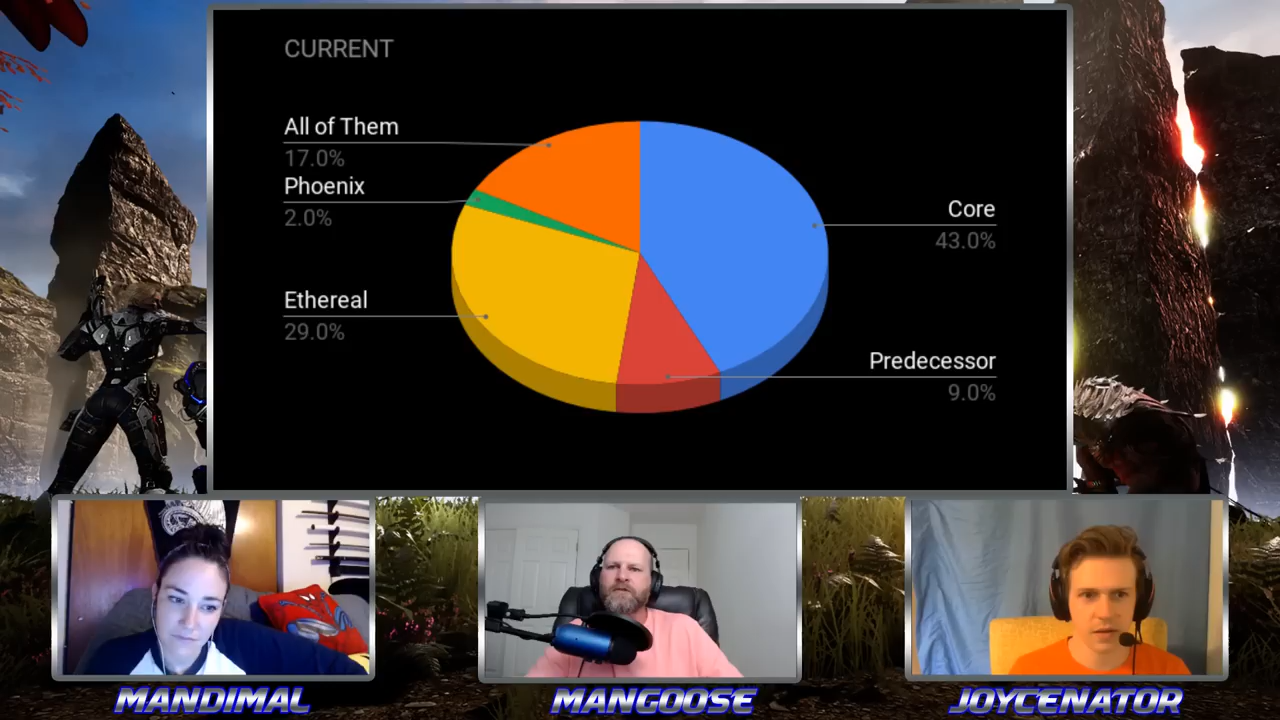 CURRENT
All of Them
17.0%
Phoenix
2.0%
Ethereal
29.0%
Core
43.0%
Predecessor
9.0%
MANDIMAL
MANGOOSE
JOYCENATOR